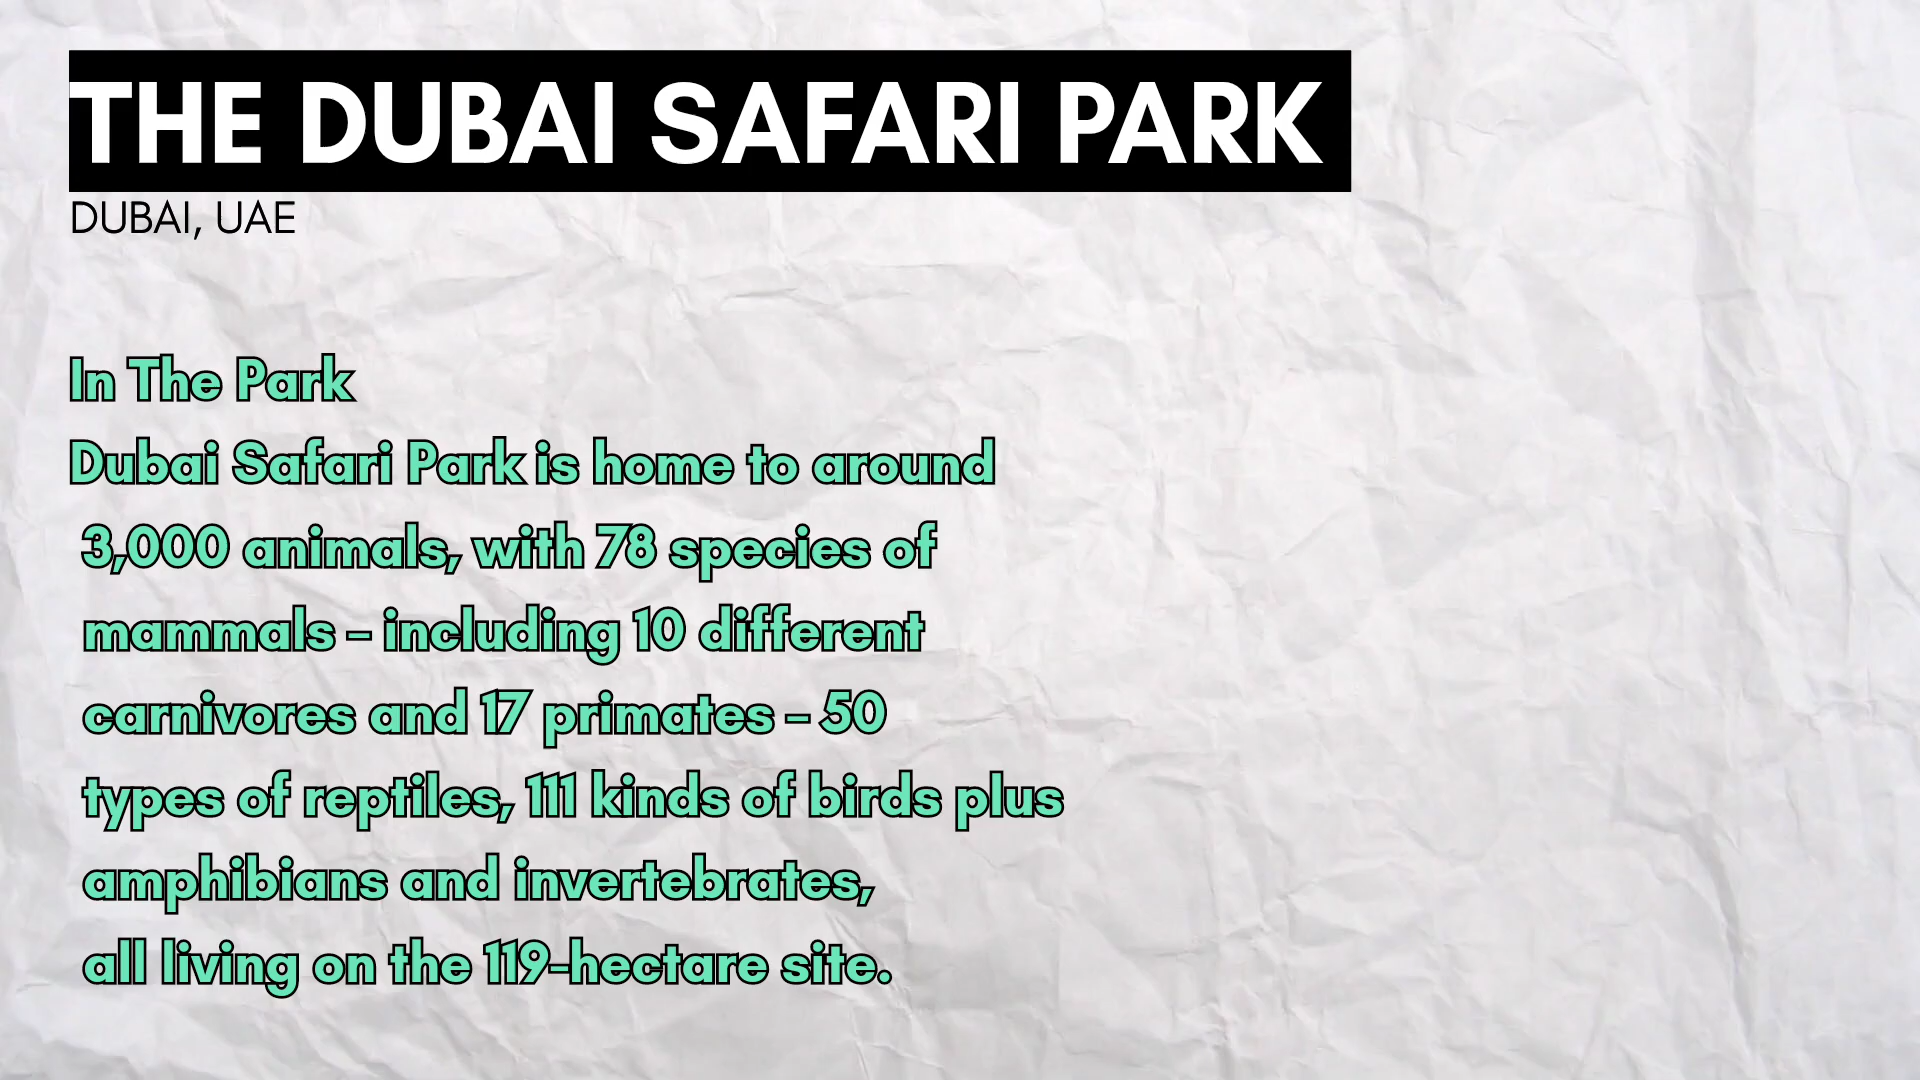 THE DUBAI SAFARI PARK
DUBAI, UAE
In The Park
Dubai Safari Park is home to around
3,000 animals, with 78 species of
mammals – including 10 different
carnivores and 17 primates – 50
types of reptiles, 111 kinds of birds plus
amphibians and invertebrates,
all living on the 119-hectare site.